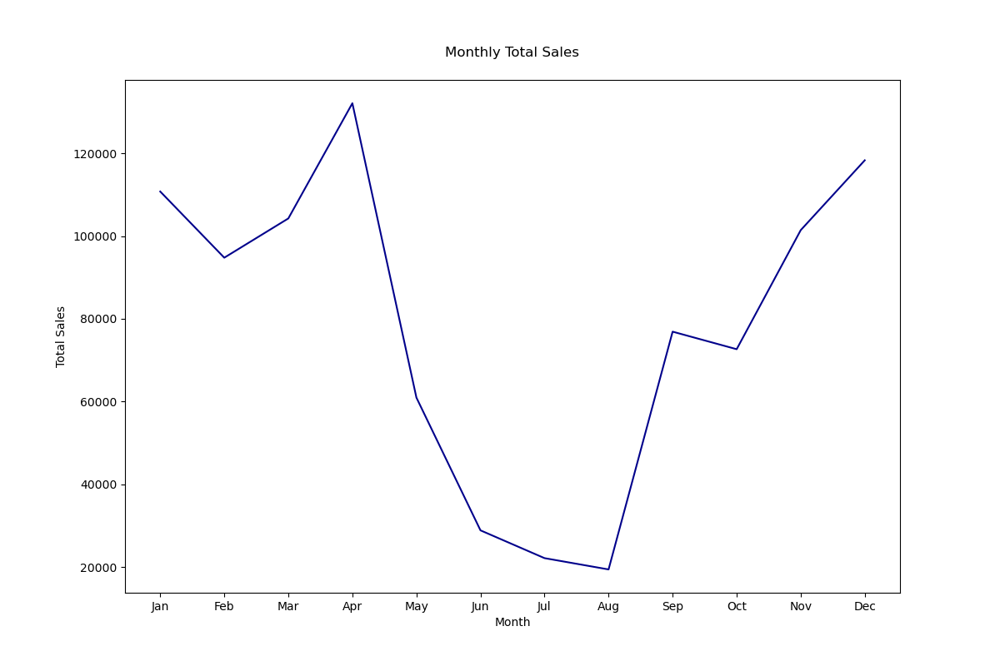 Monthly Total Sales
Total Sales
120000
100000
80000
60000
40000
20000
Jan Feb Mar Apr May Jun Jul Aug Sep Oct Nov Dec
Month